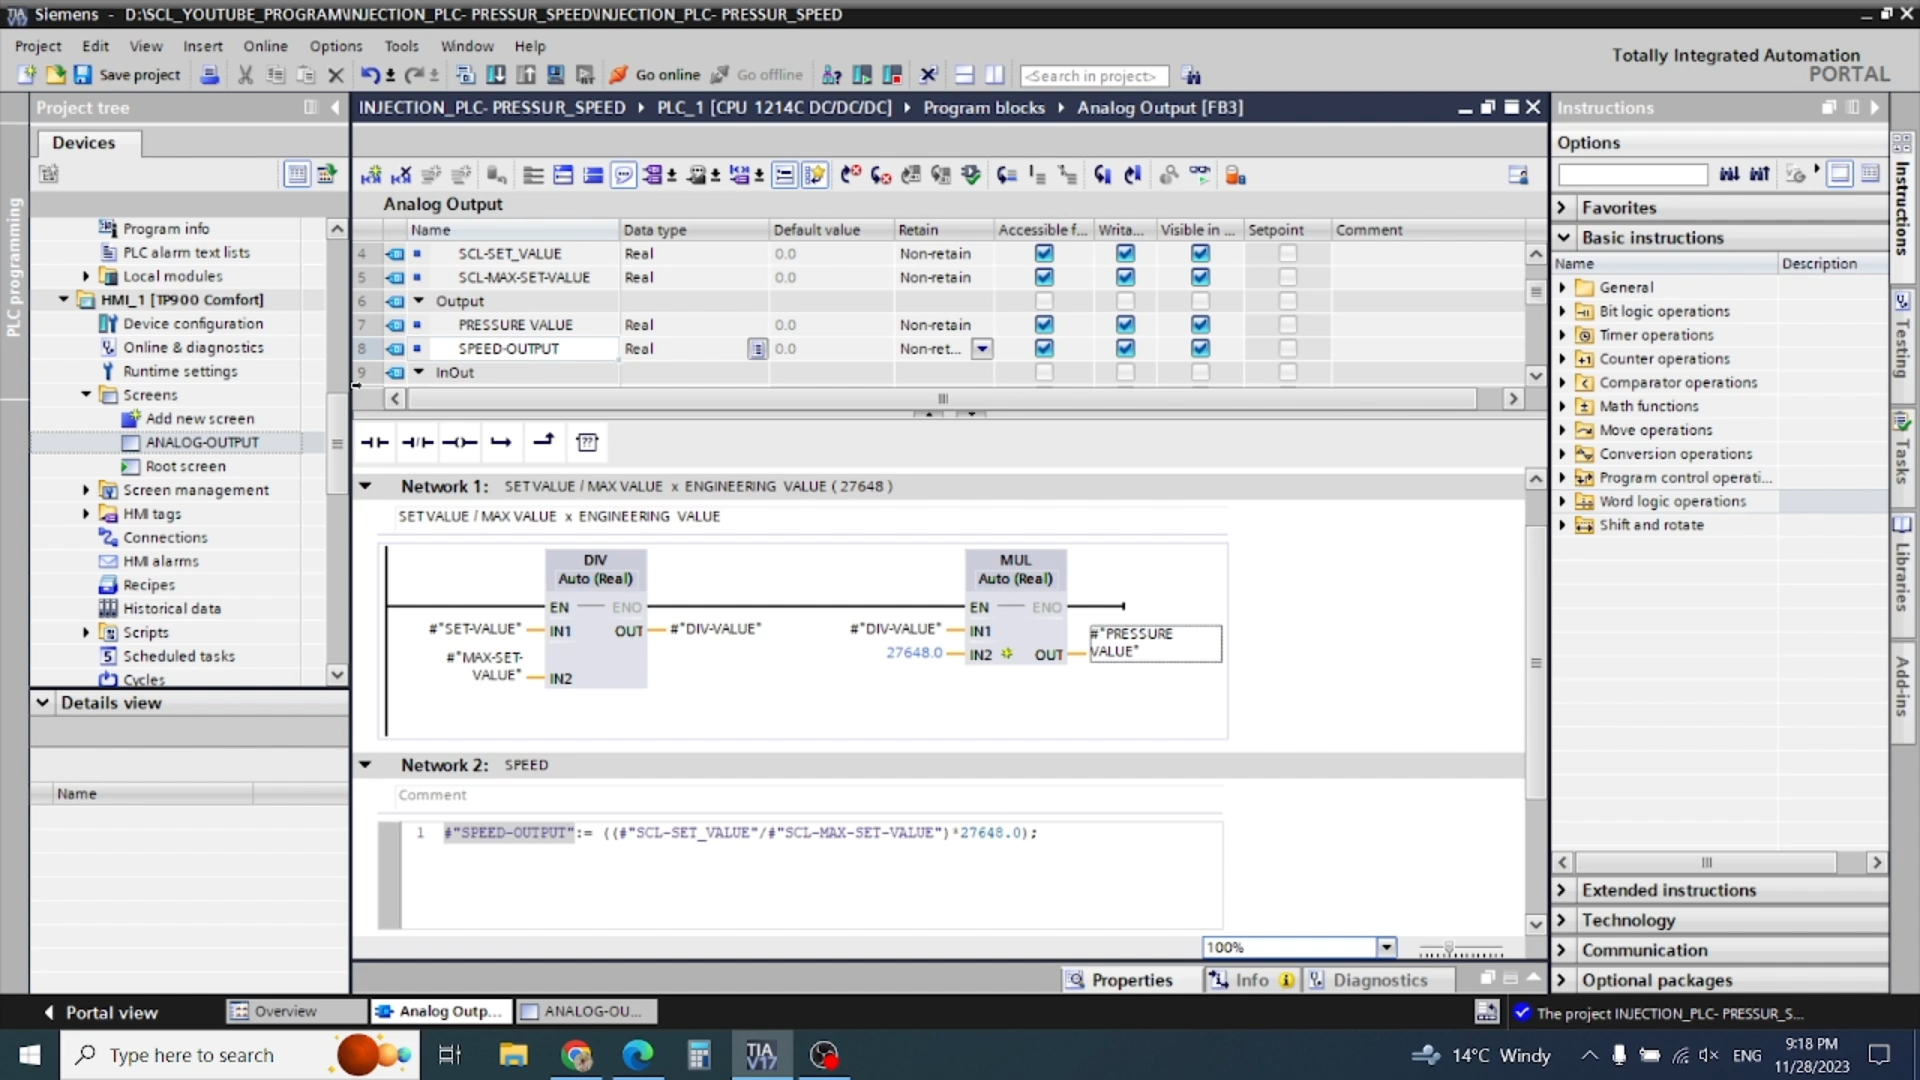 Siemens - D:\SCL_YOUTUBE_PROGRAM\INJECTION_PLC- PRESSUR_SPEED\INJECTION_PLC- PRESSUR_SPEED
Project Edit View Insert Online Options Tools Window Help
Totally Integrated Automation
PORTAL
Save project
Go online
Go offline
<Search in project>
Project tree
INJECTION_PLC- PRESSUR_SPEED PLC_1 [CPU 1214C DC/DC/DC] Program blocks Analog Output [FB3]
Instructions
Devices
Options
PLC programming
Program info
PLC alarm text lists
Local modules
HMI_1 [TP900 Comfort]
Device configuration
Online & diagnostics
Runtime settings
Screens
Add new screen
ANALOG-OUTPUT
Root screen
Screen management
HMI tags
Connections
HMI alarms
Recipes
Historical data
Scripts
Scheduled tasks
Cycles
Details view
Name
Analog Output
Name Data type Default value Retain Accessible f... Writa... Visible in ... Setpoint Comment
4 SCL-SET_VALUE Real 0.0 Non-retain
5 SCL-MAX-SET-VALUE Real 0.0 Non-retain
6 Output
7 PRESSURE VALUE Real 0.0 Non-retain
8 SPEED-OUTPUT Real 0.0 Non-ret...
9 InOut
??
Network 1: SET VALUE / MAX VALUE x ENGINEERING VALUE ( 27648 )
SET VALUE / MAX VALUE x ENGINEERING VALUE
DIV
Auto (Real)
EN ENO
#"SET-VALUE" IN1 OUT #"DIV-VALUE"
#"MAX-SET-
VALUE" IN2
MUL
Auto (Real)
EN ENO
#"DIV-VALUE" IN1
27648.0 IN2 OUT
#"PRESSURE
VALUE"
Network 2: SPEED
Comment
1 #"SPEED-OUTPUT":= ((#"SCL-SET_VALUE"/#"SCL-MAX-SET-VALUE")*27648.0);
100%
Properties Info Diagnostics
Favorites
Basic instructions
Name Description
General
Bit logic operations
Timer operations
Counter operations
Comparator operations
Math functions
Move operations
Conversion operations
Program control operati...
Word logic operations
Shift and rotate
Extended instructions
Technology
Communication
Optional packages
Instructions
Testing
Tasks
Libraries
Add-ins
Portal view
Overview
Analog Outp...
ANALOG-OU...
The project INJECTION_PLC- PRESSUR_S...
Type here to search
TIA
V17
14°C Windy
ENG
9:18 PM
11/28/2023